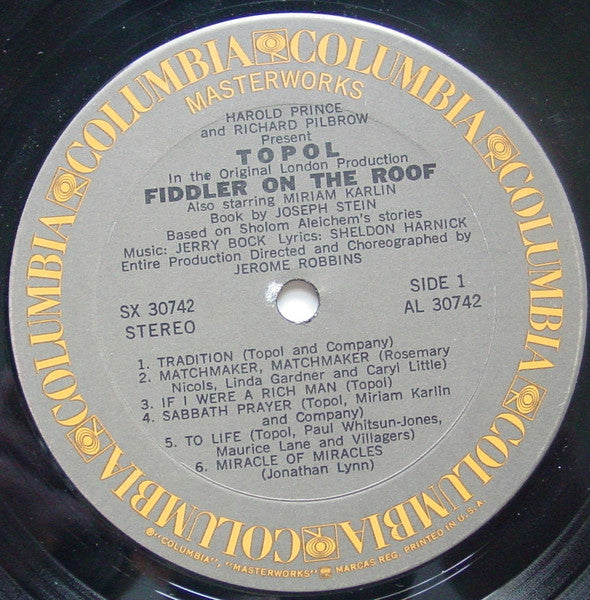 COLUMBIA COLUMBIA COLUMBIA COLUMBIA COLUMBIA COLUMBIA COLUMBIA COLUMBIA
MASTERWORKS
HAROLD PRINCE
and RICHARD PILBROW
Present
TOPOL
In the Original London Production
FIDDLER ON THE ROOF
Also starring MIRIAM KARLIN
Book by JOSEPH STEIN
Based on Sholom Aleichem's stories
Music: JERRY BOCK Lyrics: SHELDON HARNICK
Entire Production Directed and Choreographed by
JEROME ROBBINS
SX 30742
STEREO
SIDE 1
AL 30742
1. TRADITION (Topol and Company)
2. MATCHMAKER, MATCHMAKER (Rosemary
Nicols, Linda Gardner and Caryl Little)
3. IF I WERE A RICH MAN (Topol)
4. SABBATH PRAYER (Topol, Miriam Karlin
and Company)
5. TO LIFE (Topol, Paul Whitsun-Jones,
Maurice Lane and Villagers)
6. MIRACLE OF MIRACLES
(Jonathan Lynn)
® "COLUMBIA", "MASTERWORKS" MARCAS REG. PRINTED IN U.S.A.